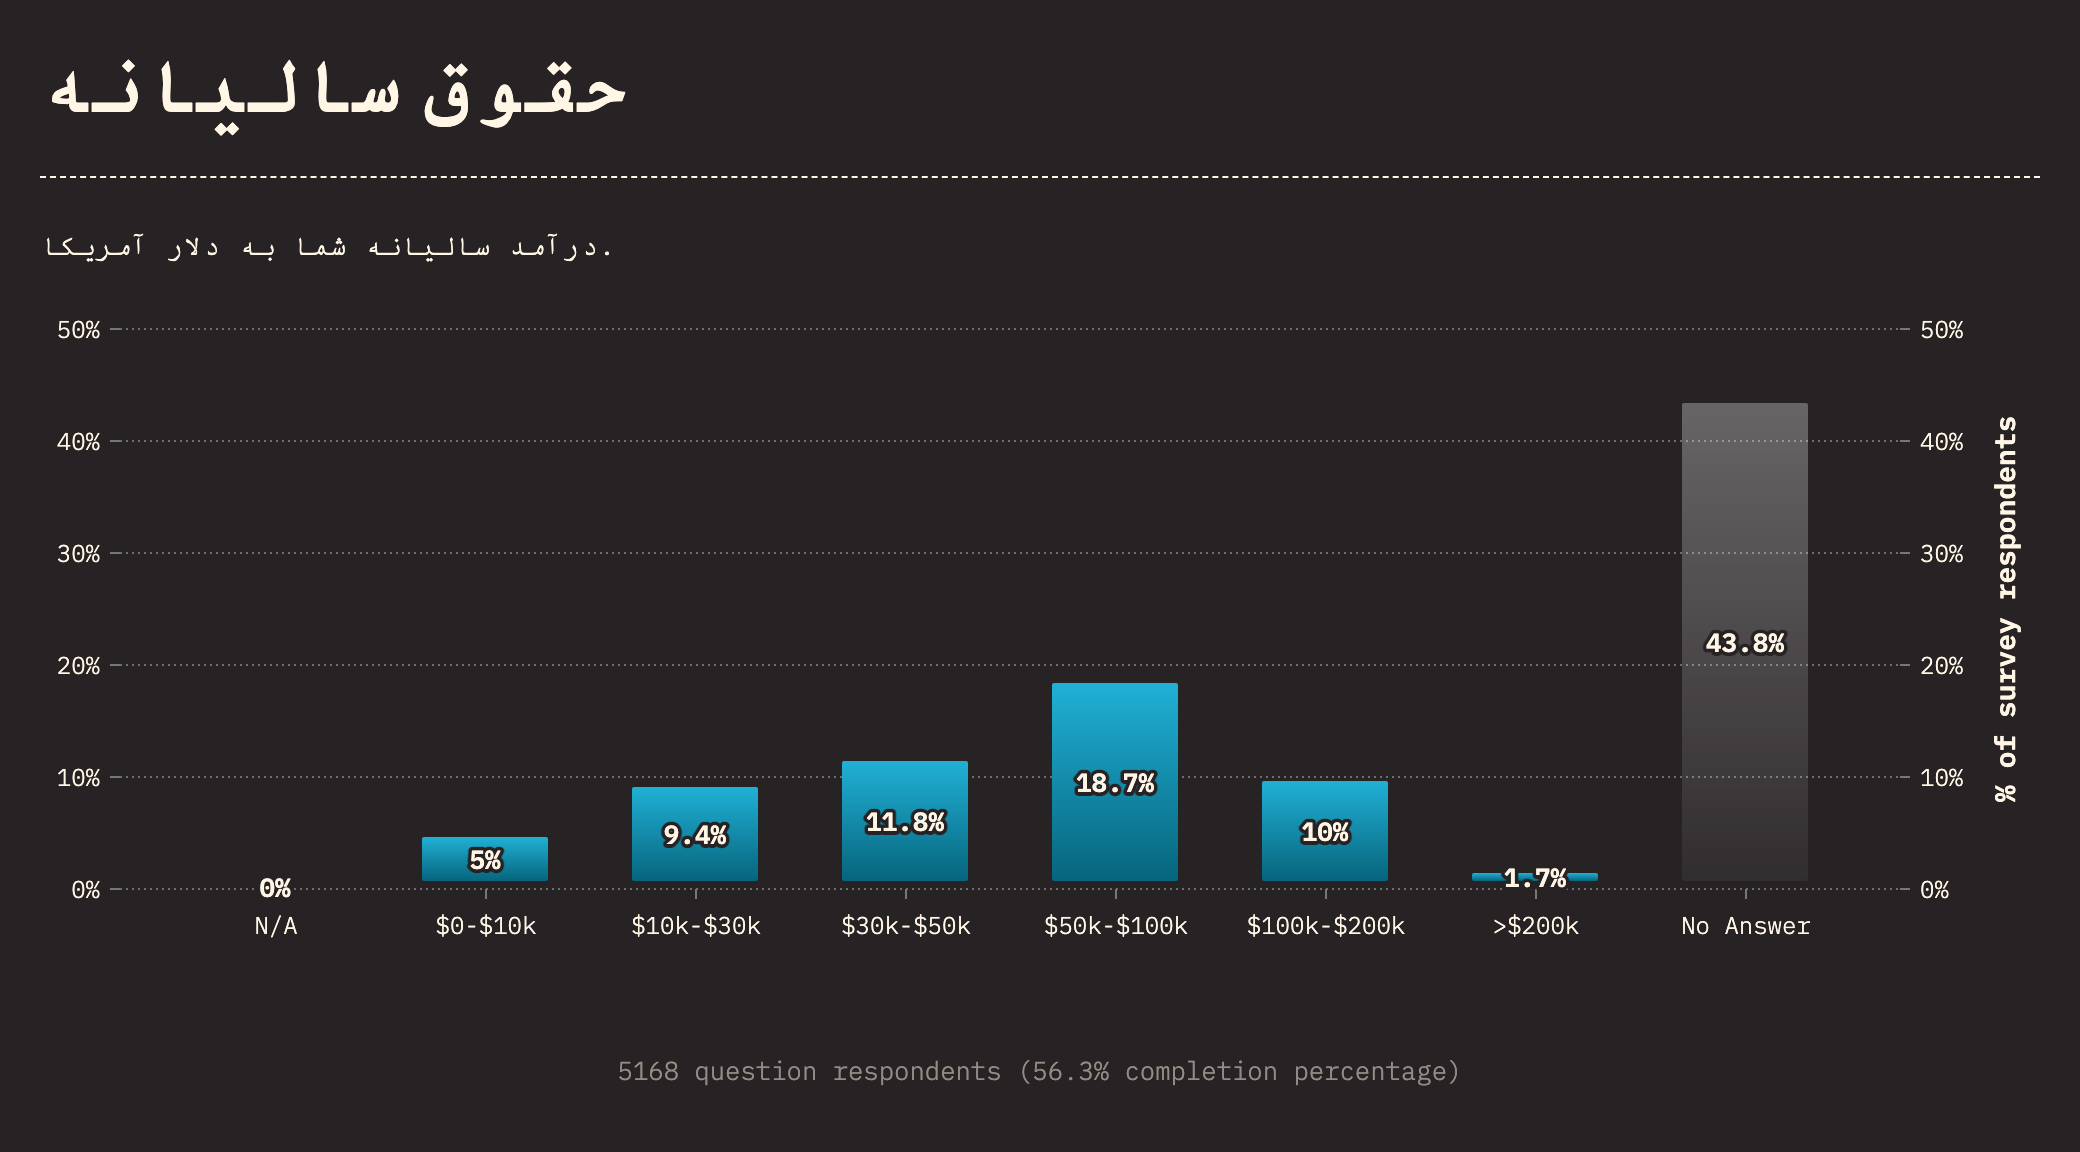 حقوق سالیانه
درآمد سالیانه شما به دلار آمریکا.
50%
40%
30%
20%
10%
0%
50%
40%
30%
20%
10%
0%
% of survey respondents
0%
5%
9.4%
11.8%
18.7%
10%
1.7%
43.8%
N/A
$0-$10k
$10k-$30k
$30k-$50k
$50k-$100k
$100k-$200k
>$200k
No Answer
5168 question respondents (56.3% completion percentage)